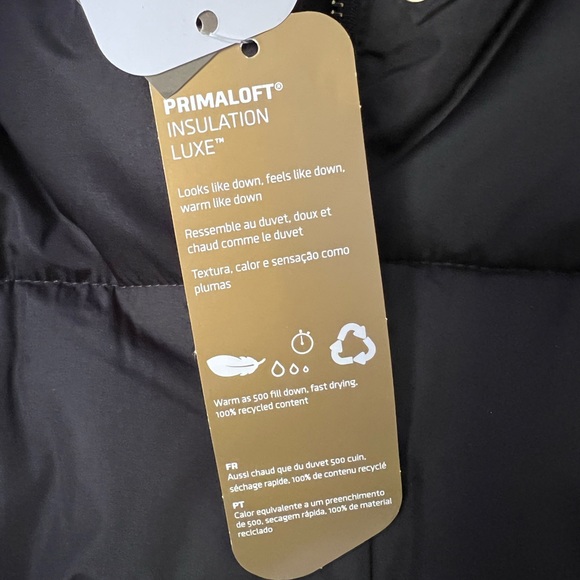 PRIMALOFT®
INSULATION
LUXE™
Looks like down, feels like down,
warm like down
Ressemble au duvet, doux et
chaud comme le duvet
Textura, calor e sensação como
plumas
Warm as 500 fill down, fast drying,
100% recycled content
FR
Aussi chaud que du duvet 500 cuin,
séchage rapide, 100% de contenu recyclé
PT
Calor equivalente a um preenchimento
de 500, secagem rápida, 100% de material
reciclado